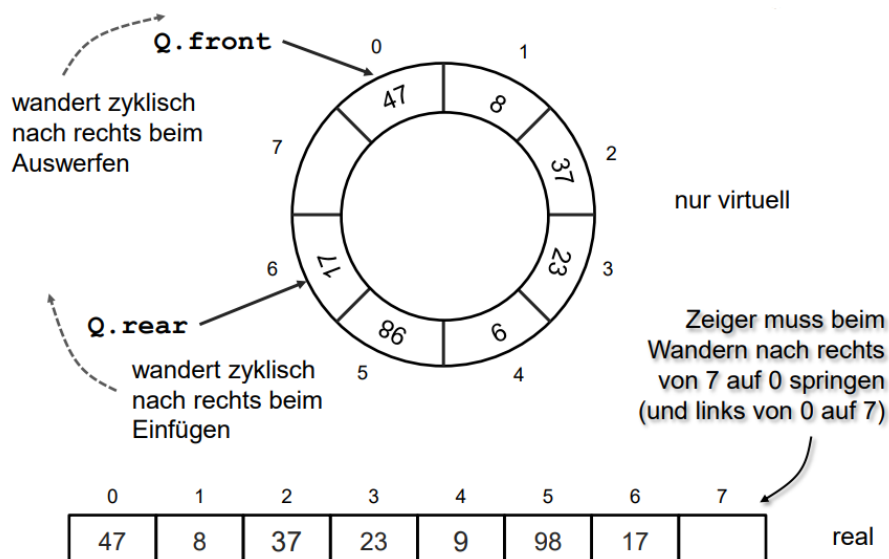 Q.front
0
1
wandert zyklisch
nach rechts beim
Auswerfen
47
8
7
2
37
nur virtuell
6
17
23
3
Q.rear
98
9
5
4
wandert zyklisch
nach rechts beim
Einfügen
Zeiger muss beim
Wandern nach rechts
von 7 auf 0 springen
(und links von 0 auf 7)
0 1 2 3 4 5 6 7
47 8 37 23 9 98 17
real